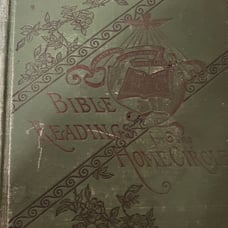 BIBLE
READINGS
FOR THE
HOME CIRCLE